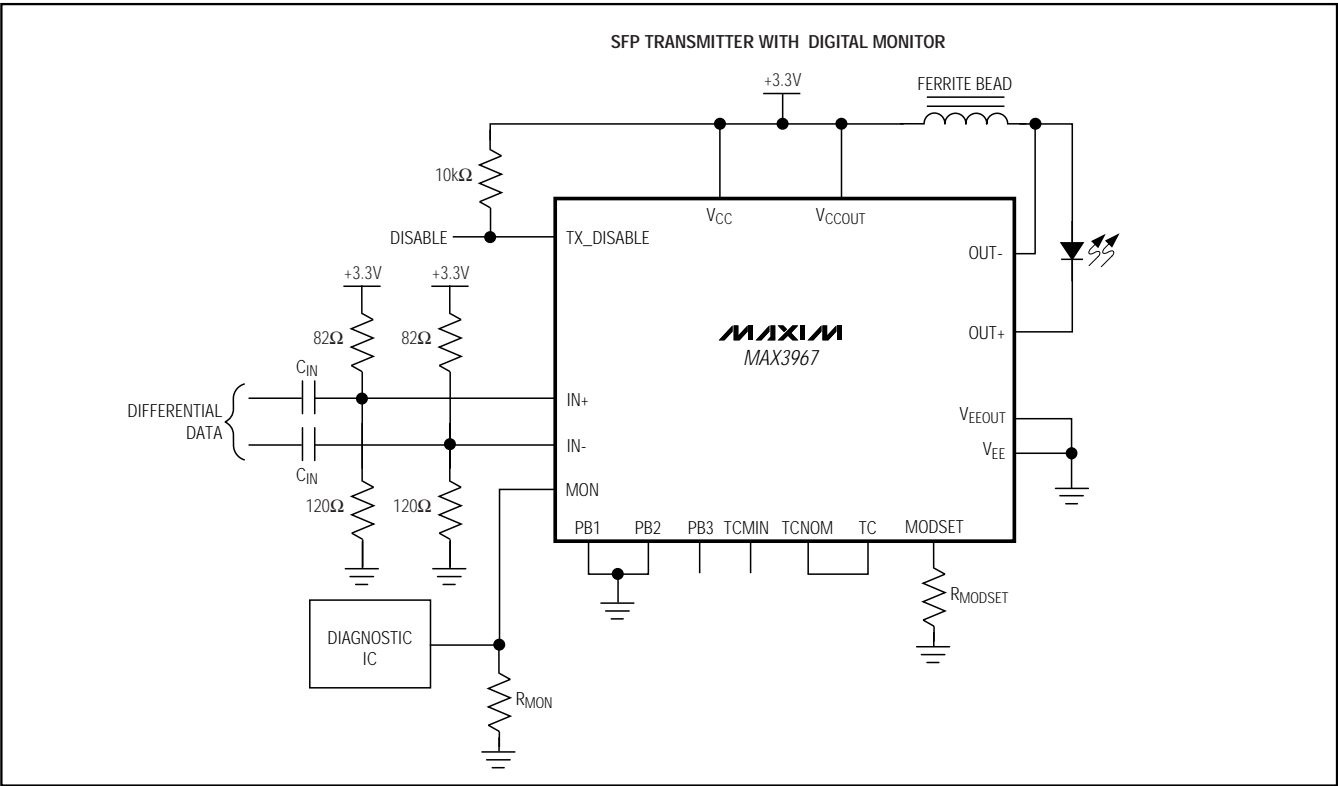 SFP TRANSMITTER WITH DIGITAL MONITOR
+3.3V
FERRITE BEAD
10kΩ
VCC
VCCOUT
DISABLE
TX_DISABLE
OUT-
+3.3V
+3.3V
82Ω
82Ω
MAXIM
MAX3967
OUT+
CIN
IN+
DIFFERENTIAL
DATA
IN-
CIN
VEEOUT
VEE
MON
120Ω
120Ω
PB1
PB2
PB3
TCMIN
TCNOM
TC
MODSET
RMODSET
DIAGNOSTIC
IC
RMON